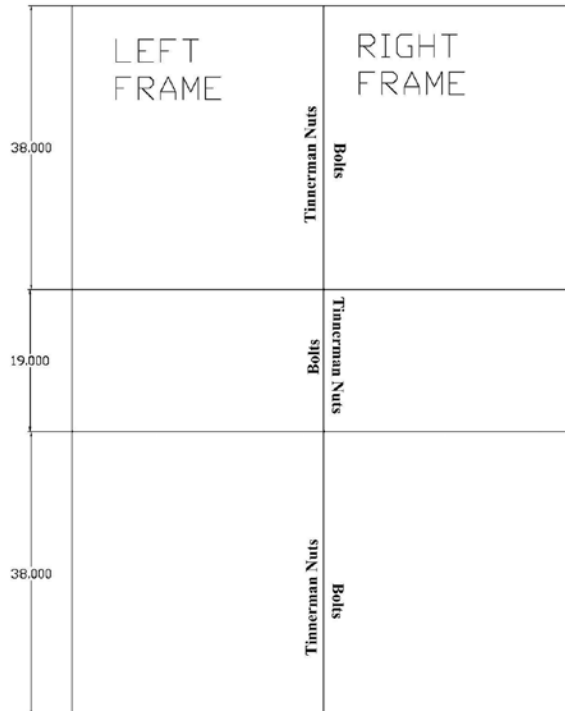 LEFT
FRAME
RIGHT
FRAME
38.000
Tinnerman Nuts
Bolts
19.000
Bolts
Tinnerman Nuts
38.000
Tinnerman Nuts
Bolts